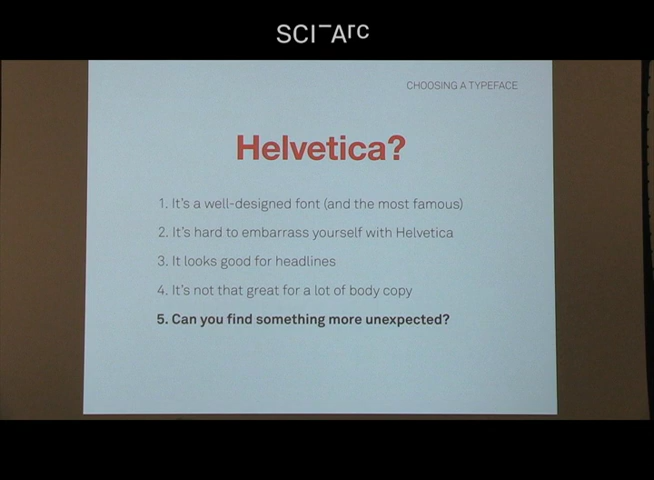 SCI-Arc
CHOOSING A TYPEFACE
Helvetica?
1. It's a well-designed font (and the most famous)
2. It's hard to embarrass yourself with Helvetica
3. It looks good for headlines
4. It's not that great for a lot of body copy
5. Can you find something more unexpected?